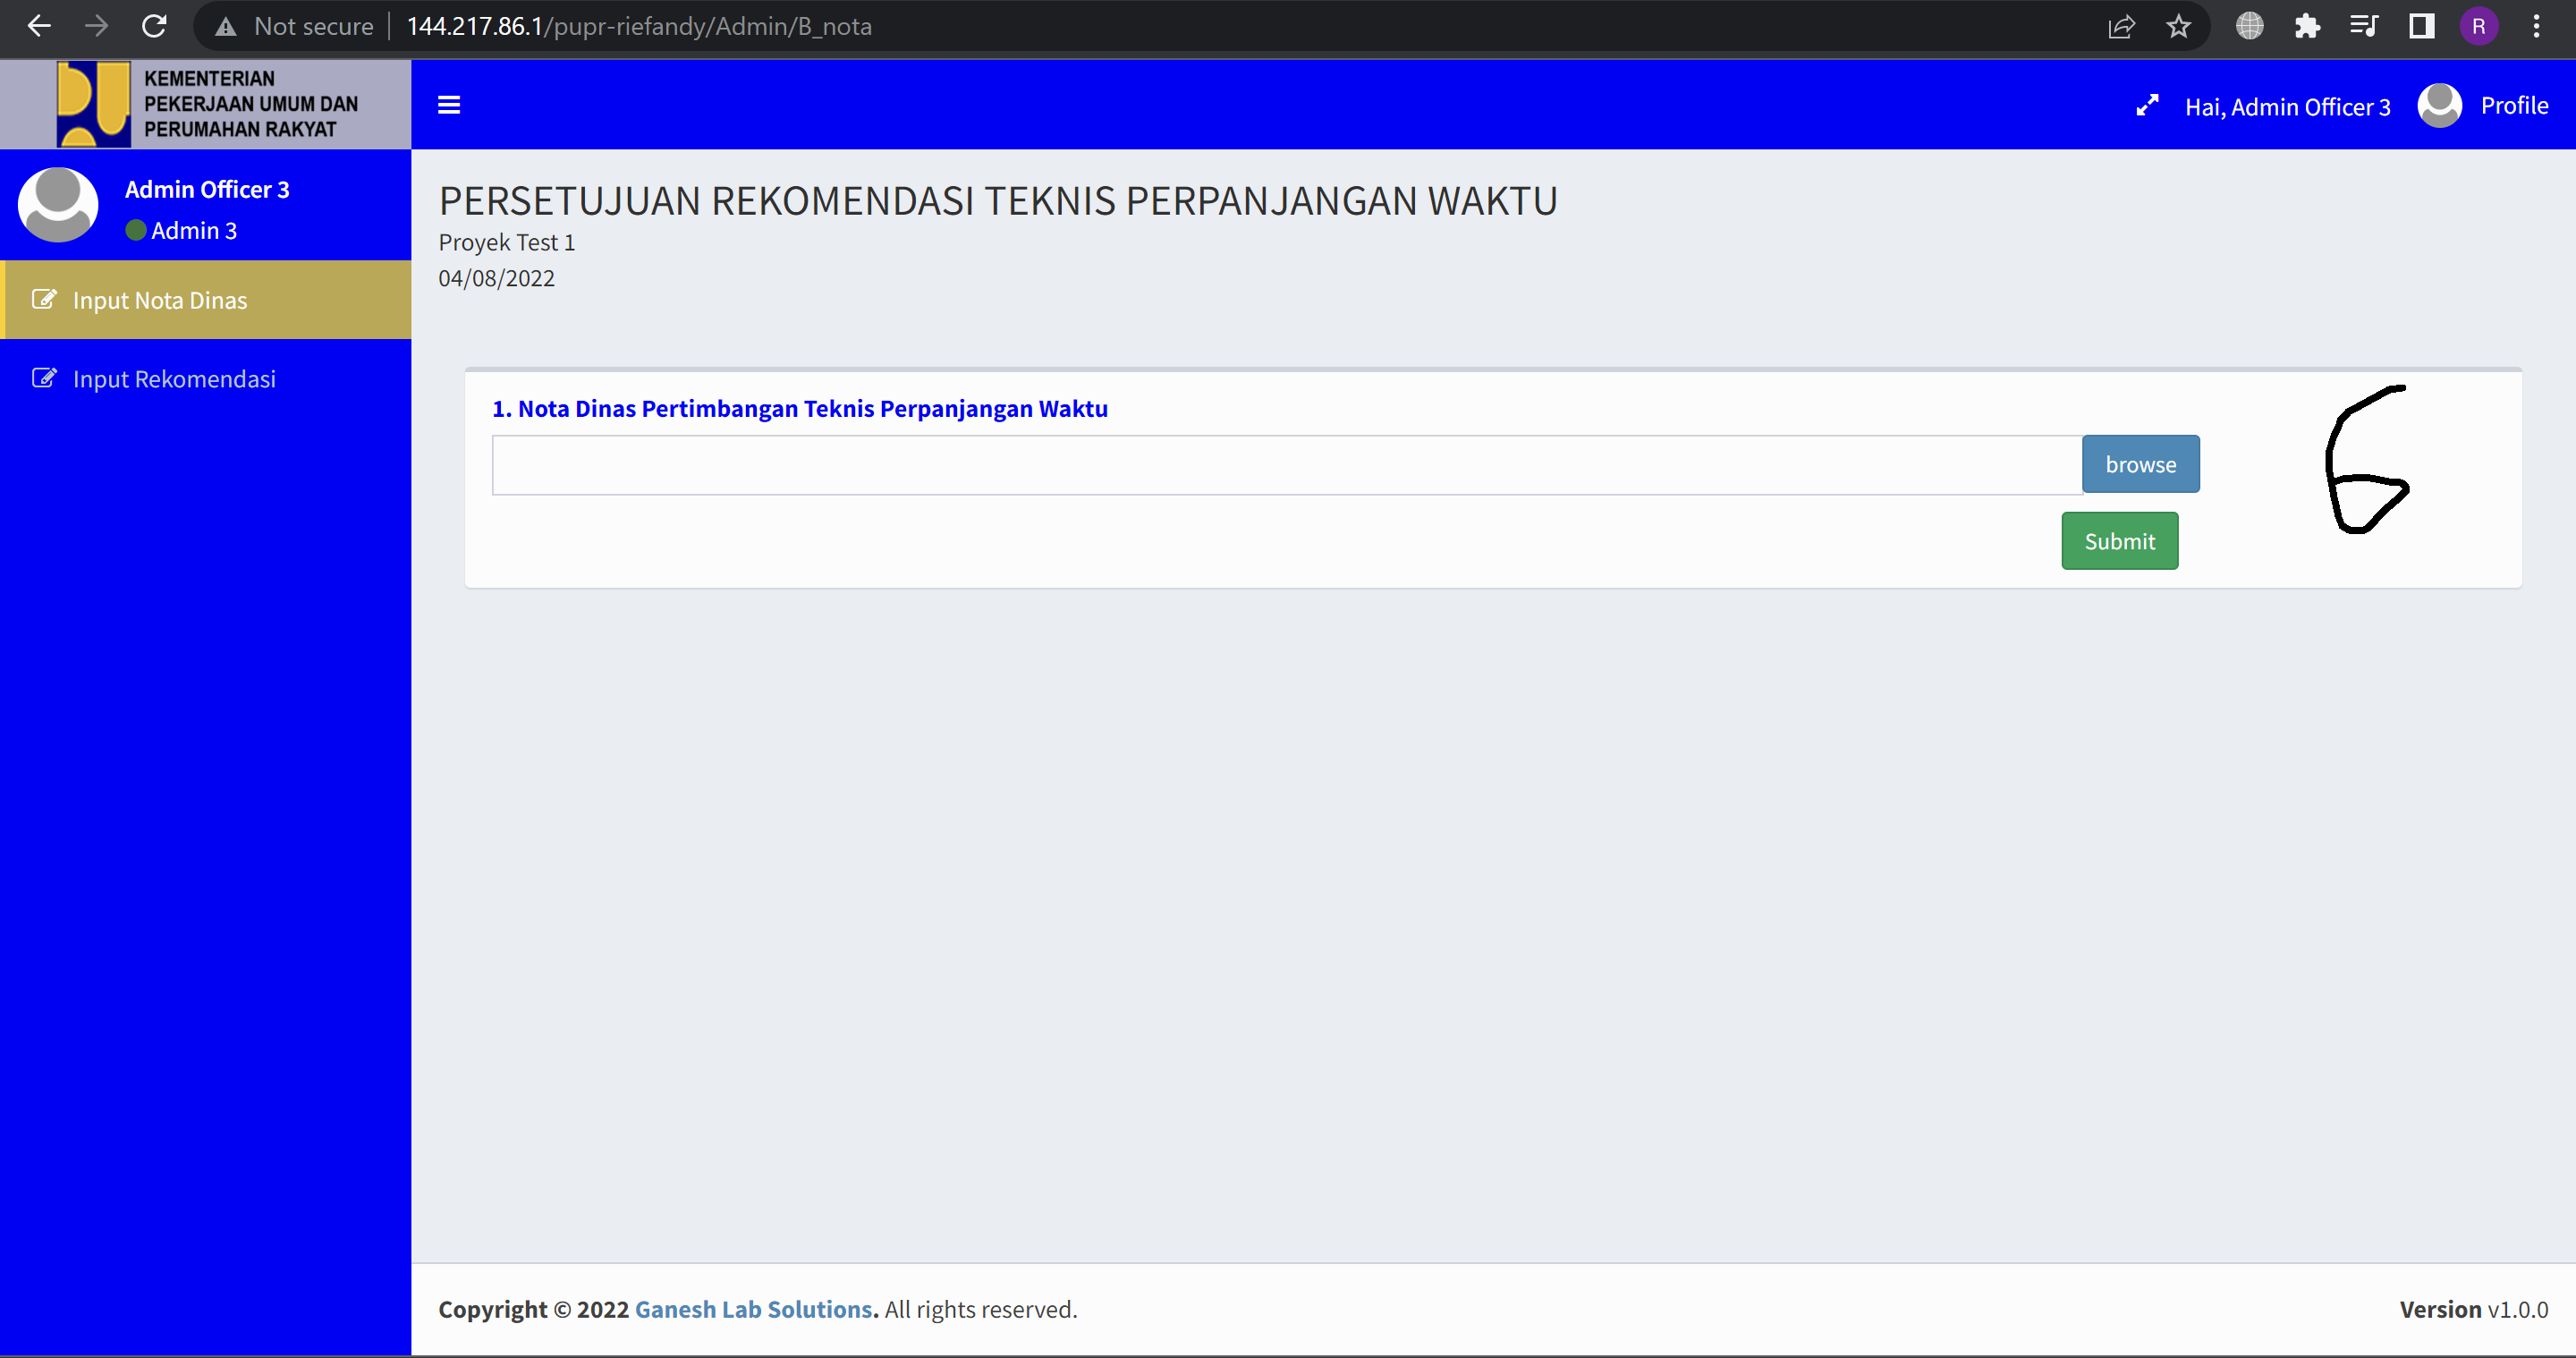 Not secure
144.217.86.1/pupr-riefandy/Admin/B_nota
R
KEMENTERIAN
PEKERJAAN UMUM DAN
PERUMAHAN RAKYAT
Hai, Admin Officer 3
Profile
Admin Officer 3
Admin 3
Input Nota Dinas
Input Rekomendasi
PERSETUJUAN REKOMENDASI TEKNIS PERPANJANGAN WAKTU
Proyek Test 1
04/08/2022
1. Nota Dinas Pertimbangan Teknis Perpanjangan Waktu
browse
Submit
6
Copyright © 2022 Ganesh Lab Solutions. All rights reserved.
Version v1.0.0